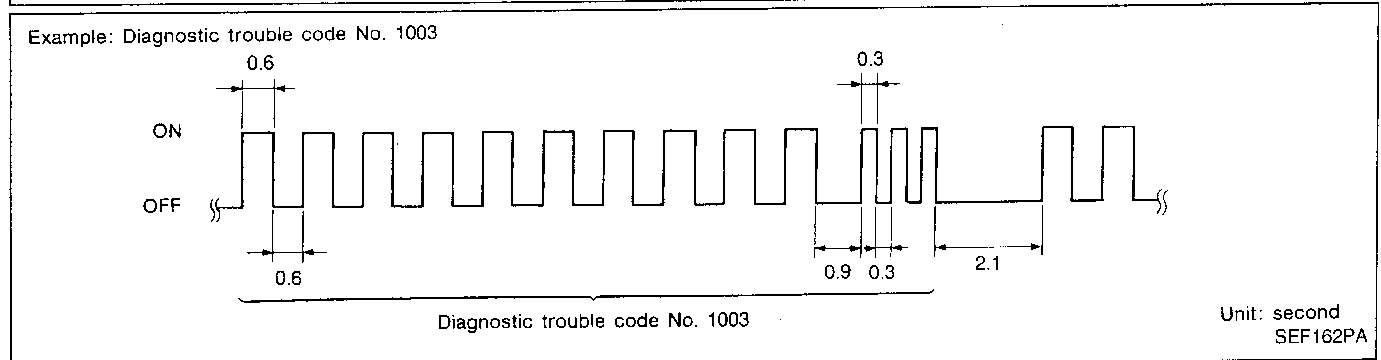 Example: Diagnostic trouble code No. 1003
0.6
0.3
ON
OFF
0.6
0.9
0.3
2.1
Diagnostic trouble code No. 1003
Unit: second
SEF162PA